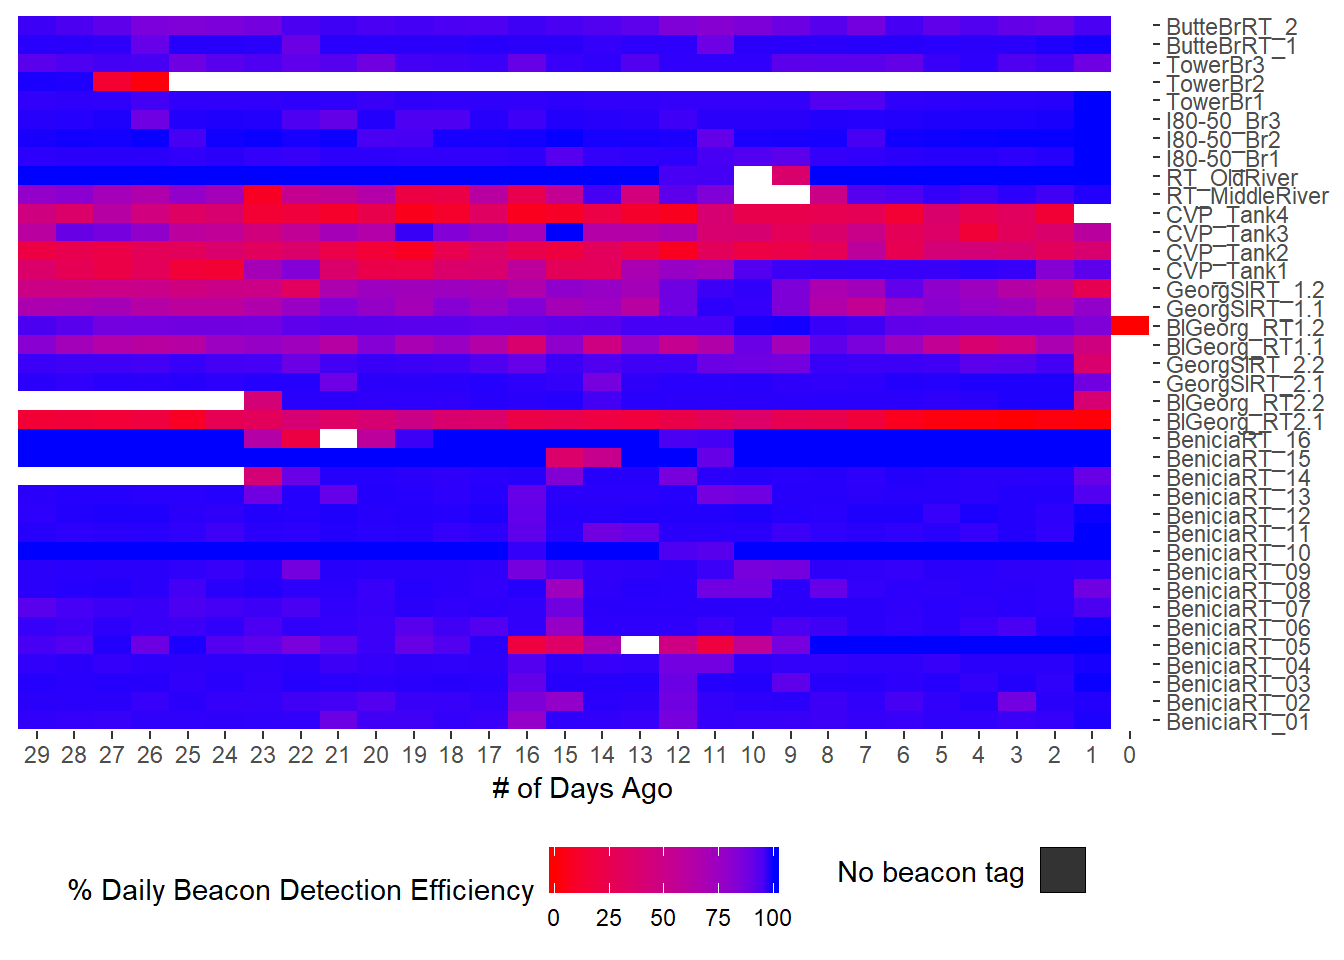 ButteBrRT_2
ButteBrRT_1
TowerBr3
TowerBr2
TowerBr1
I80-50_Br3
I80-50_Br2
I80-50_Br1
RT_OldRiver
RT_MiddleRiver
CVP_Tank4
CVP_Tank3
CVP_Tank2
CVP_Tank1
GeorgSlRT_1.2
GeorgSlRT_1.1
BlGeorg_RT1.2
BlGeorg_RT1.1
GeorgSlRT_2.2
GeorgSlRT_2.1
BlGeorg_RT2.2
BlGeorg_RT2.1
BeniciaRT_16
BeniciaRT_15
BeniciaRT_14
BeniciaRT_13
BeniciaRT_12
BeniciaRT_11
BeniciaRT_10
BeniciaRT_09
BeniciaRT_08
BeniciaRT_07
BeniciaRT_06
BeniciaRT_05
BeniciaRT_04
BeniciaRT_03
BeniciaRT_02
BeniciaRT_01
29 28 27 26 25 24 23 22 21 20 19 18 17 16 15 14 13 12 11 10 9 8 7 6 5 4 3 2 1 0
# of Days Ago
% Daily Beacon Detection Efficiency
0 25 50 75 100
No beacon tag